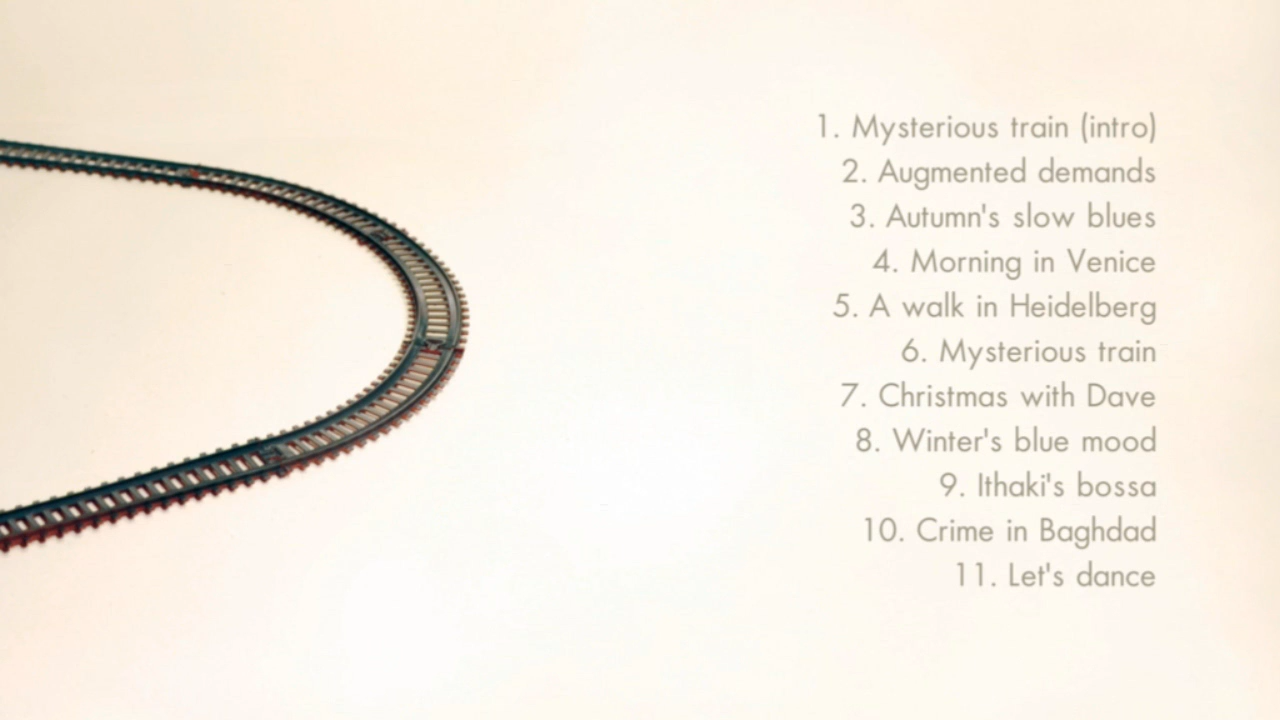 1. Mysterious train (intro)
2. Augmented demands
3. Autumn's slow blues
4. Morning in Venice
5. A walk in Heidelberg
6. Mysterious train
7. Christmas with Dave
8. Winter's blue mood
9. Ithaki's bossa
10. Crime in Baghdad
11. Let's dance